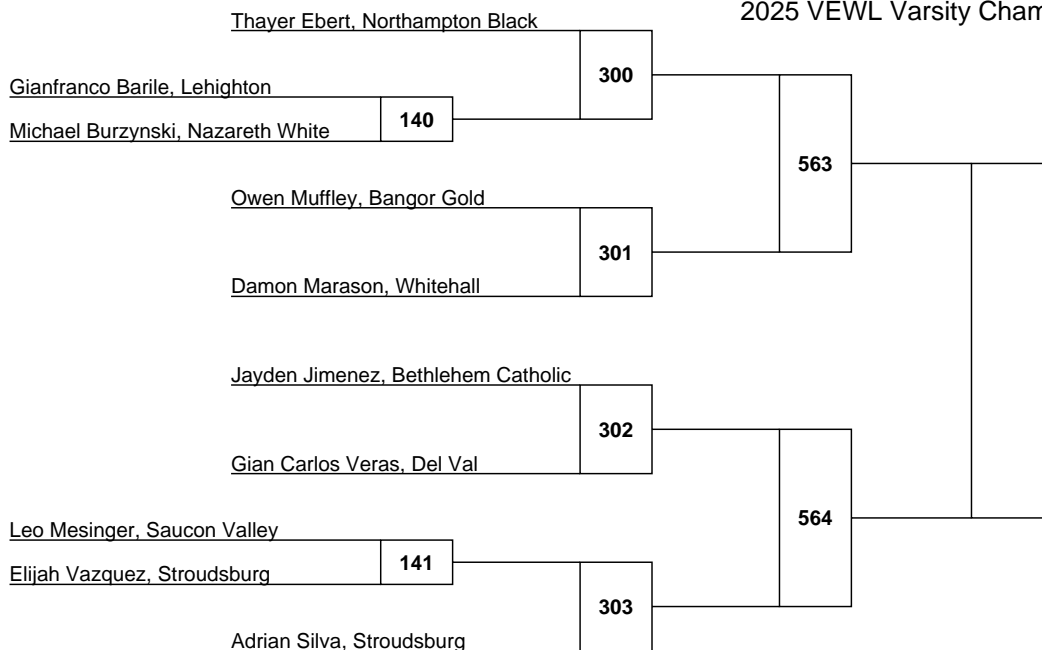 2025 VEWL Varsity Cham
Thayer Ebert, Northampton Black
300
Gianfranco Barile, Lehighton
140
Michael Burzynski, Nazareth White
563
Owen Muffley, Bangor Gold
301
Damon Marason, Whitehall
Jayden Jimenez, Bethlehem Catholic
302
Gian Carlos Veras, Del Val
564
Leo Mesinger, Saucon Valley
141
Elijah Vazquez, Stroudsburg
303
Adrian Silva, Stroudsburg